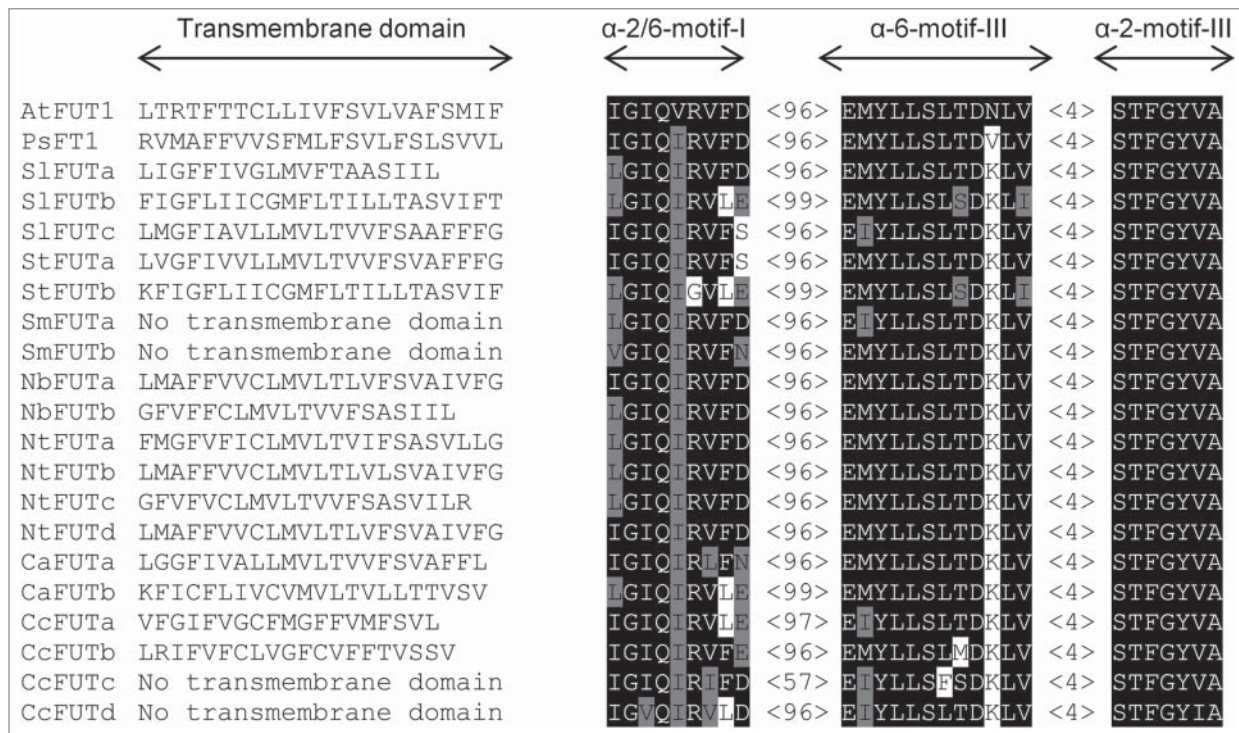 Transmembrane domain α-2/6-motif-I α-6-motif-III α-2-motif-III
AtFUT1 LTRTFTTCLLIVFSVLVAFSMIF IGIQVRVFD <96> EMYLLSLTDNLV <4> STFGYVA
PsFT1 RVMAFFVVSFMLFSVLFSLSVVL IGIQIRVFD <96> EMYLLSLTDVLV <4> STFGYVA
SlFUTa LIGFFIVGLMVFTAASIIL LGIQIRVFD <96> EMYLLSLTDKLV <4> STFGYVA
SlFUTb FIGFLIICGMFLTILLTASVIFT LGIQIRVLE <99> EMYLLSLSDKLI <4> STFGYVA
SlFUTc LMGFIAVLLMVLTVVFSAAFFFG IGIQIRVFS <96> EIYLLSLTDKLV <4> STFGYVA
StFUTa LVGFIVVLLMVLTVVFSVAFFFG IGIQIRVFS <96> EMYLLSLTDKLV <4> STFGYVA
StFUTb KFIGFLIICGMFLTILLTASVIF LGIQIGVLE <99> EMYLLSLSDKLI <4> STFGYVA
SmFUTa No transmembrane domain LGIQIRVFD <96> EIYLLSLTDKLV <4> STFGYVA
SmFUTb No transmembrane domain VGIQIRVFN <96> EMYLLSLTDKLV <4> STFGYVA
NbFUTa LMAFFVVCLMVLTLVFSVAIVFG IGIQIRVFD <96> EMYLLSLTDKLV <4> STFGYVA
NbFUTb GFVFFCLMVLTVVFSASIIL LGIQIRVFD <96> EMYLLSLTDKLV <4> STFGYVA
NtFUTa FMGFVFICLMVLTVIFSASVLLG LGIQIRVFD <96> EMYLLSLTDKLV <4> STFGYVA
NtFUTb LMAFFVVCLMVLTLVLSVAIVFG LGIQIRVFD <96> EMYLLSLTDKLV <4> STFGYVA
NtFUTc GFVFVCLMVLTVVFSASVILR LGIQIRVFD <96> EMYLLSLTDKLV <4> STFGYVA
NtFUTd LMAFFVVCLMVLTLVFSVAIVFG IGIQIRVFD <96> EMYLLSLTDKLV <4> STFGYVA
CaFUTa LGGFIVALLMVLTVVFSVAFFL IGIQIRLFN <96> EMYLLSLTDKLV <4> STFGYVA
CaFUTb KFICFLIVCVMVLTVLLTTVSV LGIQIRVLE <99> EMYLLSLTDKLV <4> STFGYVA
CcFUTa VFGIFVGCFMGFFVMFSVL IGIQIRVLE <97> EIYLLSLTDKLV <4> STFGYVA
CcFUTb LRIFVFCLVGFCVFFTVSSV IGIQIRVFE <96> EMYLLSLMDKLV <4> STFGYVA
CcFUTc No transmembrane domain IGIQIRIFD <57> EIYLLSFSDKLV <4> STFGYVA
CcFUTd No transmembrane domain IGVQIRVLD <96> EIYLLSLTDKLV <4> STFGYIA